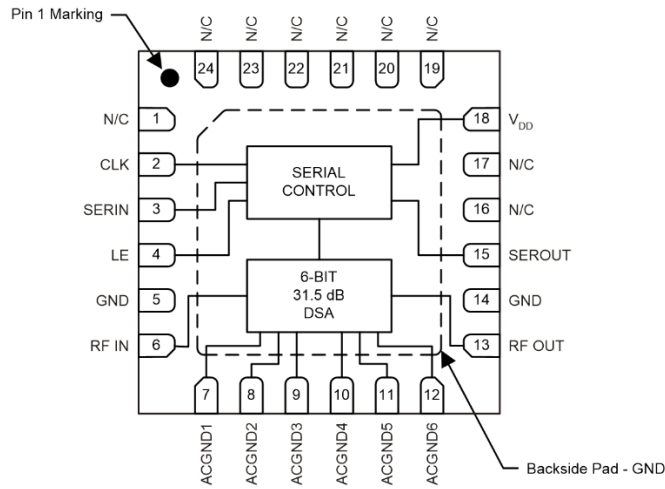 Pin 1 Marking
N/C
N/C
N/C
N/C
N/C
N/C
24
23
22
21
20
19
N/C
1
18
V_DD
CLK
2
17
N/C
SERIN
3
16
N/C
LE
4
15
SEROUT
GND
5
14
GND
RF IN
6
13
RF OUT
SERIAL
CONTROL
6-BIT
31.5 dB
DSA
7
8
9
10
11
12
ACGND1
ACGND2
ACGND3
ACGND4
ACGND5
ACGND6
Backside Pad - GND